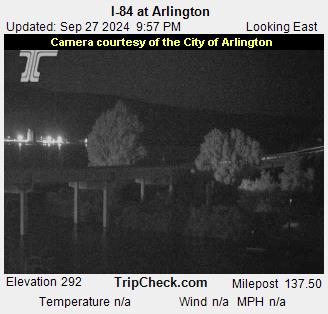 I-84 at Arlington
Updated: Sep 27 2024 9:57 PM Looking East
Camera courtesy of the City of Arlington
Elevation 292 TripCheck.com Milepost 137.50
Temperature n/a Wind n/a MPH n/a